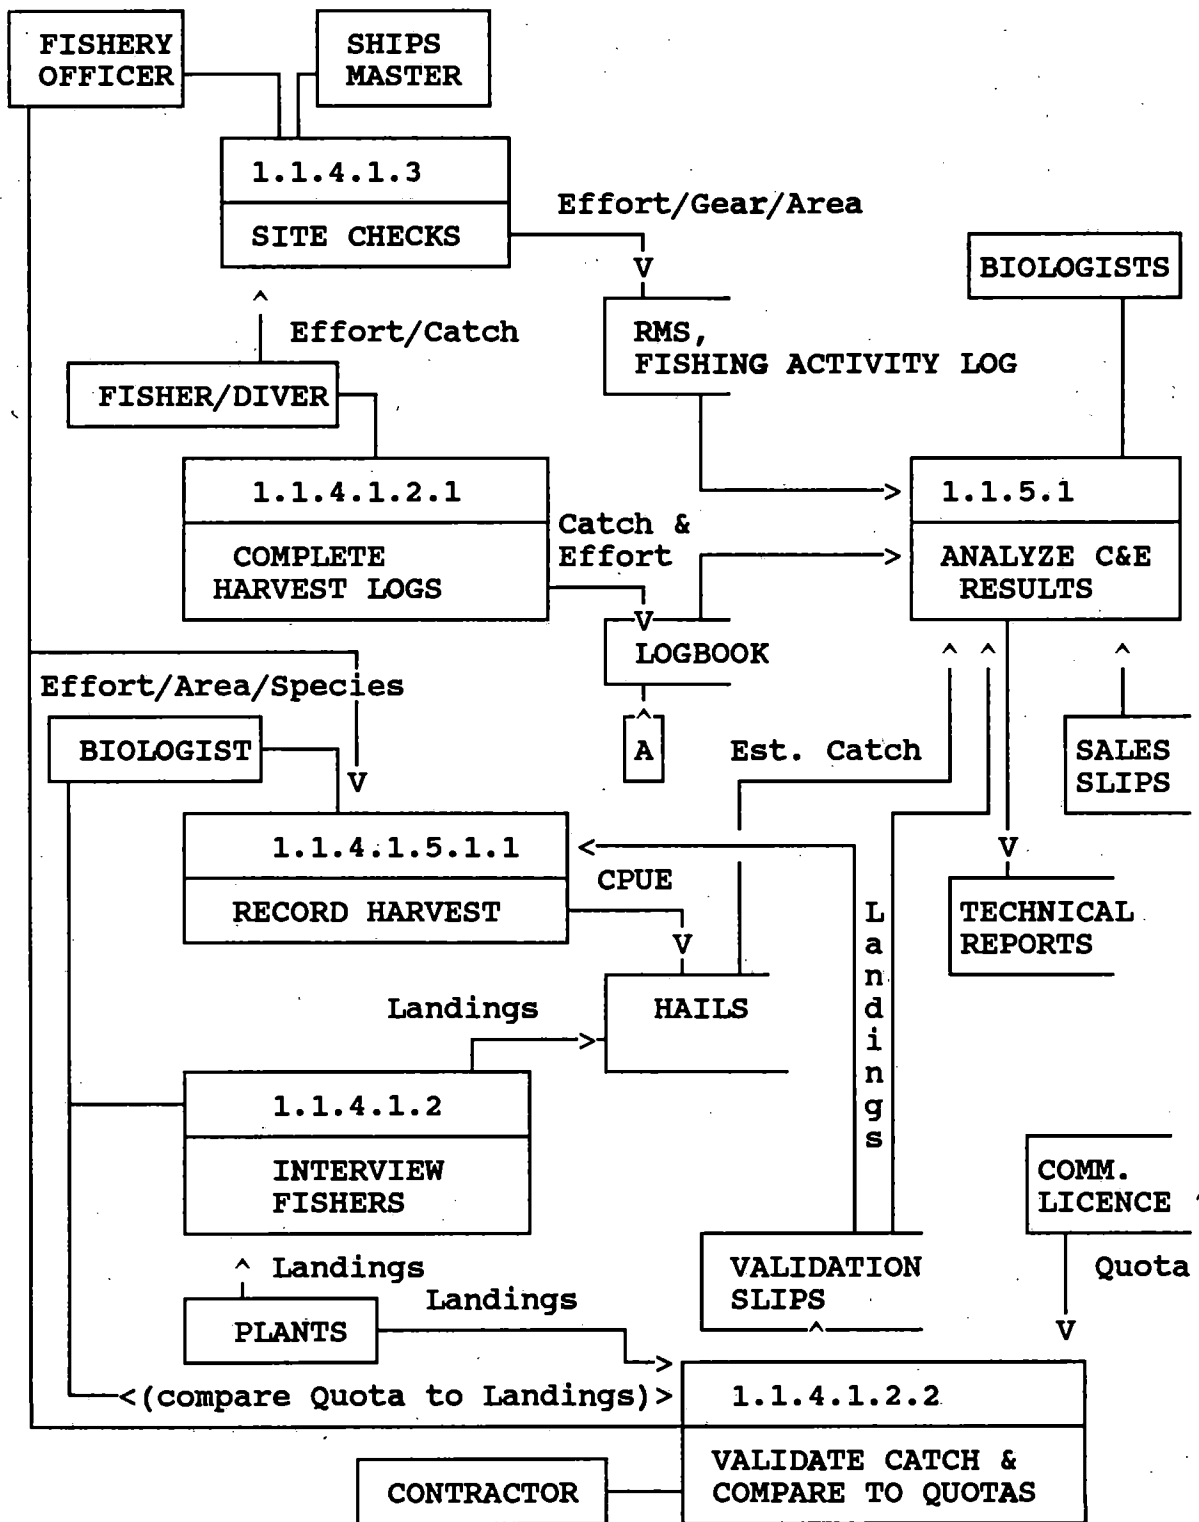 FISHERY
OFFICER
SHIPS
MASTER
1.1.4.1.3
SITE CHECKS
Effort/Gear/Area
BIOLOGISTS
Effort/Catch
RMS,
FISHING ACTIVITY LOG
FISHER/DIVER
1.1.4.1.2.1
COMPLETE
HARVEST LOGS
Catch &
Effort
1.1.5.1
ANALYZE C&E
RESULTS
LOGBOOK
Effort/Area/Species
BIOLOGIST
A
Est. Catch
SALES
SLIPS
1.1.4.1.5.1.1
RECORD HARVEST
CPUE
Landings
TECHNICAL
REPORTS
Landings
HAILS
1.1.4.1.2
INTERVIEW
FISHERS
COMM.
LICENCE
Landings
Landings
VALIDATION
SLIPS
Quota
PLANTS
(compare Quota to Landings)
1.1.4.1.2.2
VALIDATE CATCH &
COMPARE TO QUOTAS
CONTRACTOR